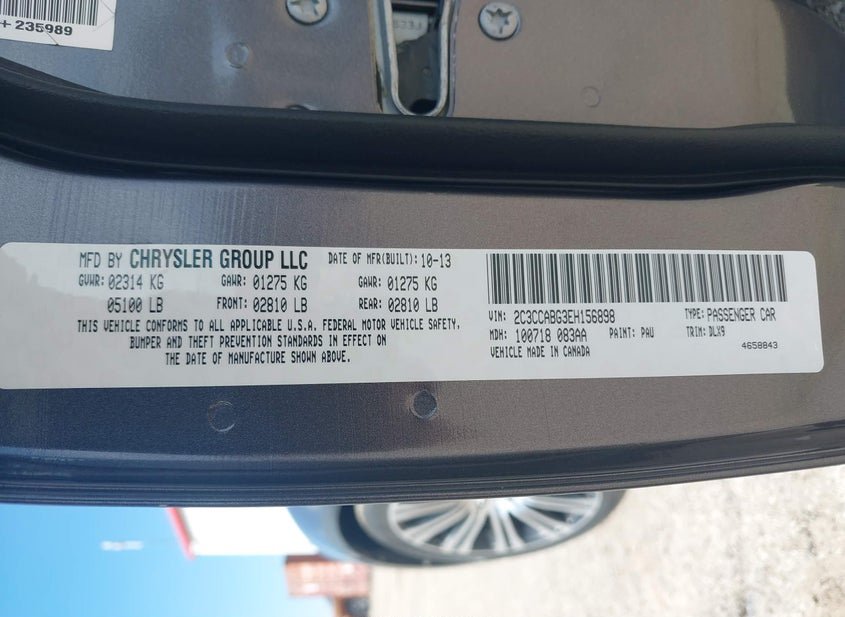 + 235989
MFD BY CHRYSLER GROUP LLC DATE OF MFR(BUILT): 10-13
GVWR: 02314 KG GAWR: 01275 KG GAWR: 01275 KG
05100 LB FRONT: 02810 LB REAR: 02810 LB
THIS VEHICLE CONFORMS TO ALL APPLICABLE U.S.A. FEDERAL MOTOR VEHICLE SAFETY,
BUMPER AND THEFT PREVENTION STANDARDS IN EFFECT ON
THE DATE OF MANUFACTURE SHOWN ABOVE.
VIN: 2C3CCABG3EH156898 TYPE: PASSENGER CAR
MDH: 100718 083AA PAINT: PAU TRIM: DLX9
VEHICLE MADE IN CANADA 4658843